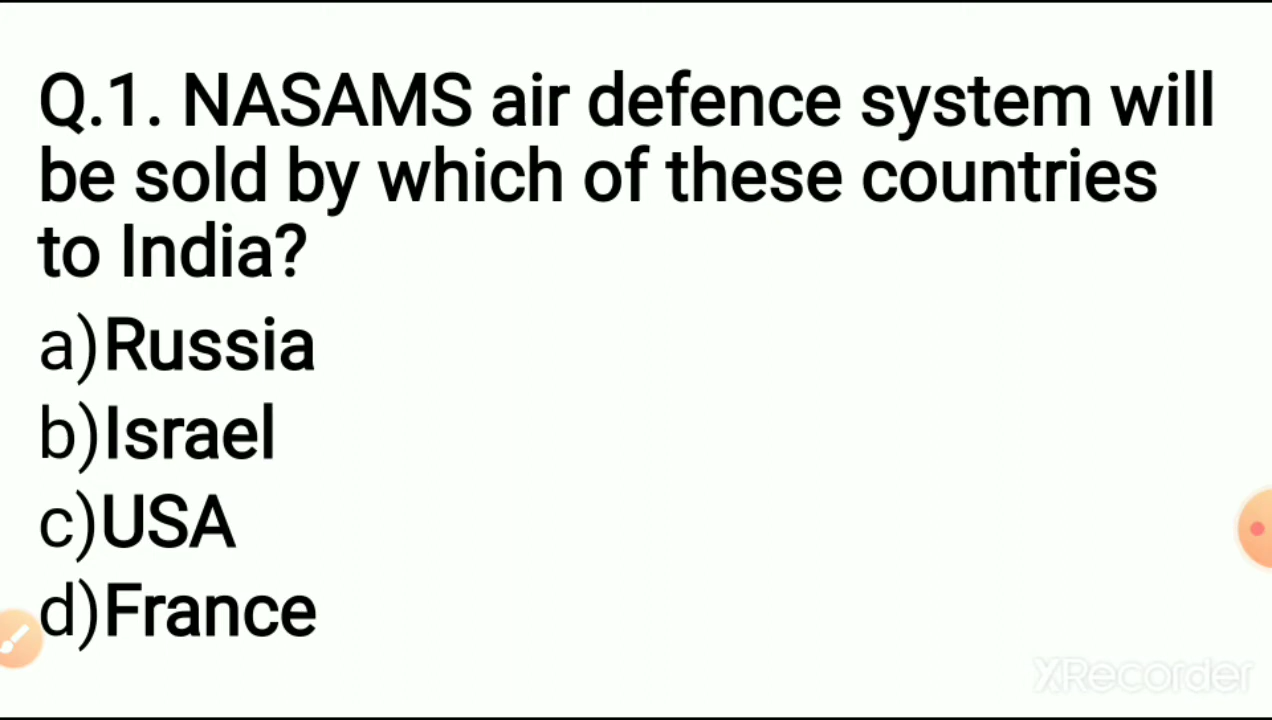 Q.1. NASAMS air defence system will
be sold by which of these countries
to India?
a)Russia
b)Israel
c)USA
d)France
XRecorder